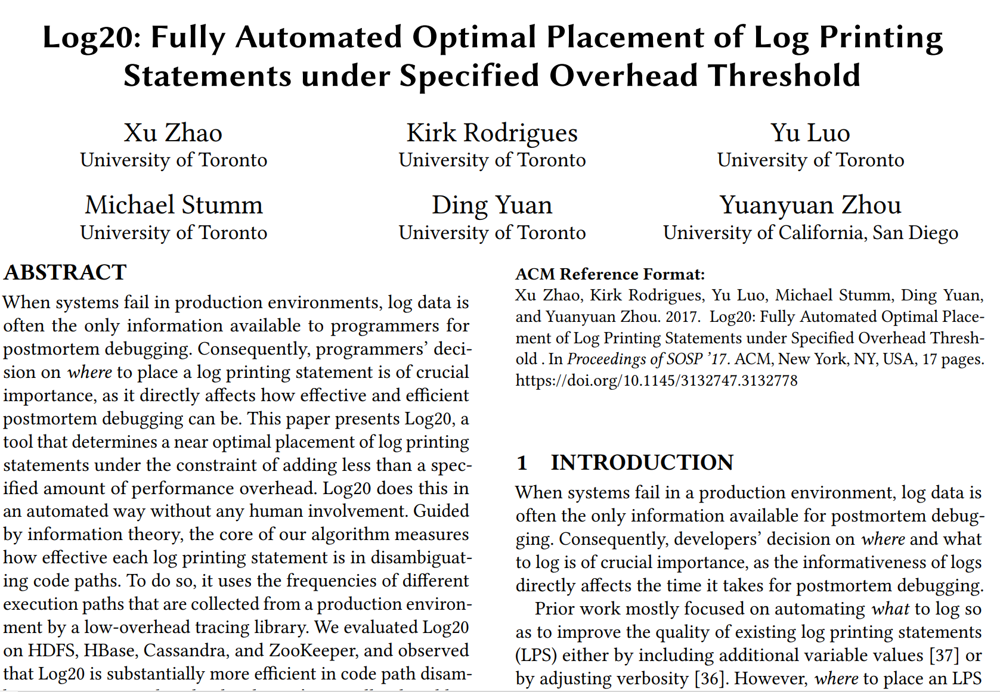 Log20: Fully Automated Optimal Placement of Log Printing
Statements under Specified Overhead Threshold
Xu Zhao
University of Toronto
Kirk Rodrigues
University of Toronto
Yu Luo
University of Toronto
Michael Stumm
University of Toronto
Ding Yuan
University of Toronto
Yuanyuan Zhou
University of California, San Diego
ABSTRACT
When systems fail in production environments, log data is
often the only information available to programmers for
postmortem debugging. Consequently, programmers’ deci-
sion on where to place a log printing statement is of crucial
importance, as it directly affects how effective and efficient
postmortem debugging can be. This paper presents Log20, a
tool that determines a near optimal placement of log printing
statements under the constraint of adding less than a spec-
ified amount of performance overhead. Log20 does this in
an automated way without any human involvement. Guided
by information theory, the core of our algorithm measures
how effective each log printing statement is in disambiguat-
ing code paths. To do so, it uses the frequencies of different
execution paths that are collected from a production environ-
ment by a low-overhead tracing library. We evaluated Log20
on HDFS, HBase, Cassandra, and ZooKeeper, and observed
that Log20 is substantially more efficient in code path disam-
ACM Reference Format:
Xu Zhao, Kirk Rodrigues, Yu Luo, Michael Stumm, Ding Yuan,
and Yuanyuan Zhou. 2017. Log20: Fully Automated Optimal Place-
ment of Log Printing Statements under Specified Overhead Thresh-
old . In Proceedings of SOSP ’17. ACM, New York, NY, USA, 17 pages.
https://doi.org/10.1145/3132747.3132778
1 INTRODUCTION
When systems fail in a production environment, log data is
often the only information available for postmortem debug-
ging. Consequently, developers’ decision on where and what
to log is of crucial importance, as the informativeness of logs
directly affects the time it takes for postmortem debugging.
Prior work mostly focused on automating what to log so
as to improve the quality of existing log printing statements
(LPS) either by including additional variable values [37] or
by adjusting verbosity [36]. However, where to place an LPS